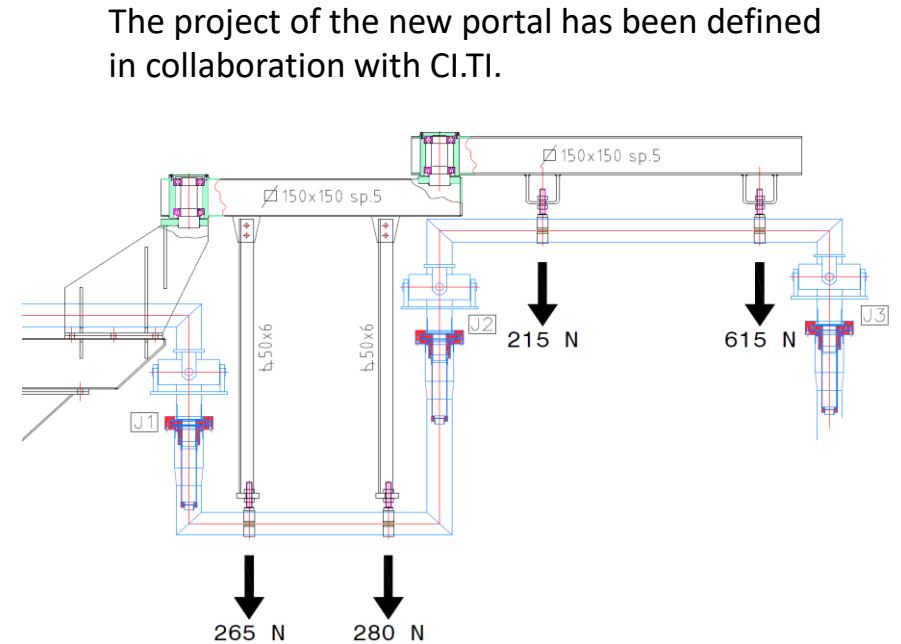 The project of the new portal has been defined
in collaboration with CI.TI.
150x150 sp.5
150x150 sp.5
50x6
50x6
J2
J3
215 N
615 N
J1
265 N
280 N